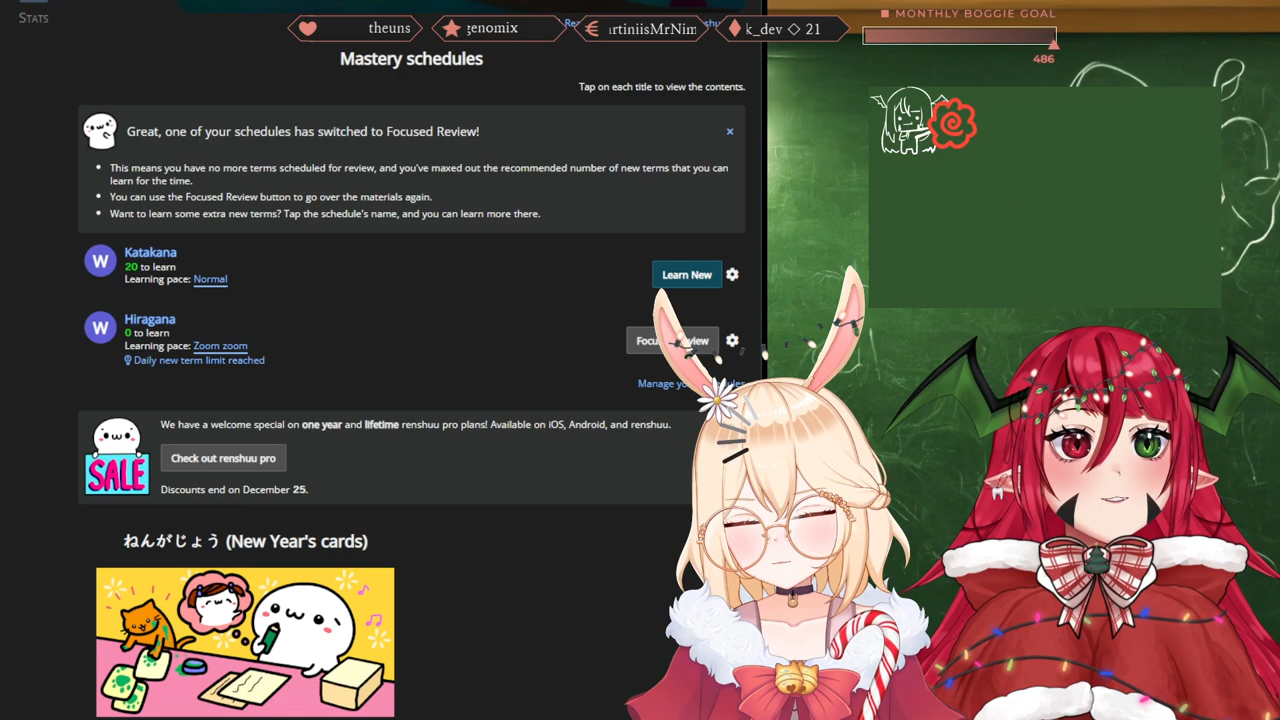 STATS
theuns
genomix
k_dev ◇ 21
MONTHLY BOGGIE GOAL
486
Mastery schedules
Tap on each title to view the contents.
Great, one of your schedules has switched to Focused Review!
×
• This means you have no more terms scheduled for review, and you've maxed out the recommended number of new terms that you can
learn for the time.
• You can use the Focused Review button to go over the materials again.
• Want to learn some extra new terms? Tap the schedule's name, and you can learn more there.
W
Katakana
20 to learn
Learning pace: Normal
Learn New
W
Hiragana
0 to learn
Learning pace: Zoom zoom
Daily new term limit reached
Manage
We have a welcome special on one year and lifetime renshuu pro plans! Available on iOS, Android, and renshuu.
SALE
Check out renshuu pro
Discounts end on December 25.
ねんがじょう (New Year's cards)